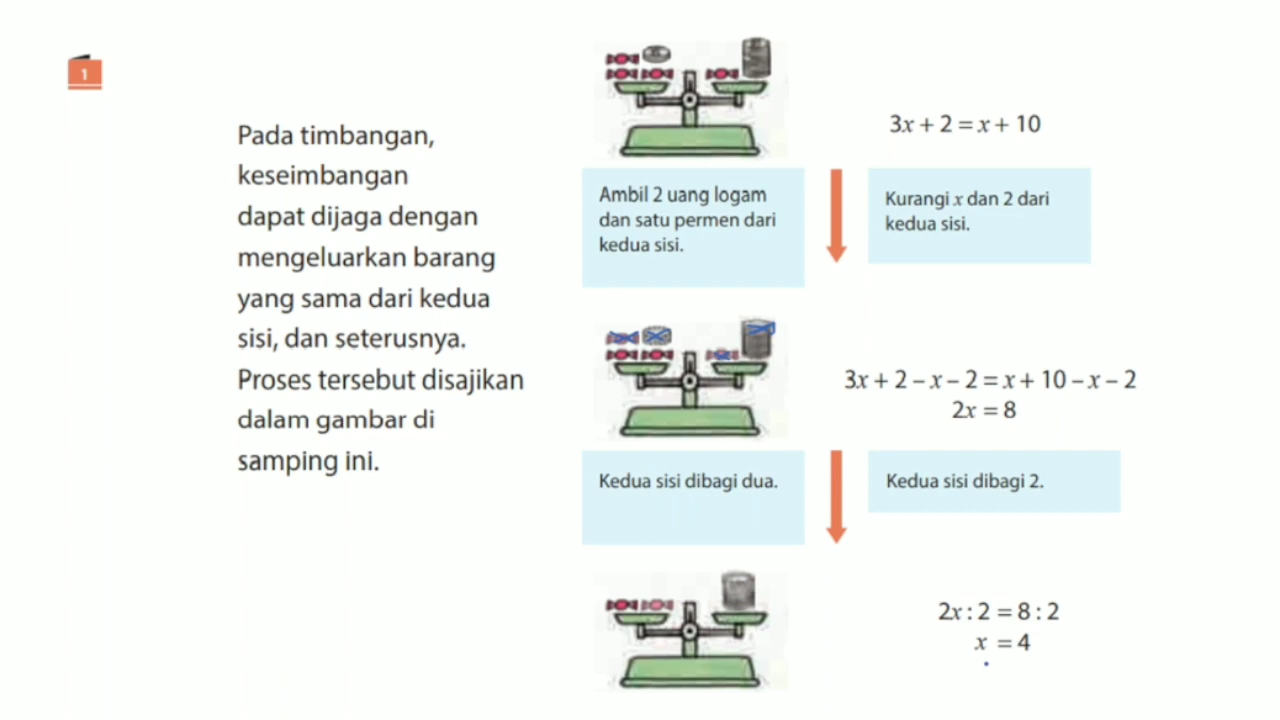 1
Pada timbangan,
keseimbangan
dapat dijaga dengan
mengeluarkan barang
yang sama dari kedua
sisi, dan seterusnya.
Proses tersebut disajikan
dalam gambar di
samping ini.
3x + 2 = x + 10
Ambil 2 uang logam
dan satu permen dari
kedua sisi.
Kurangi x dan 2 dari
kedua sisi.
3x + 2 – x – 2 = x + 10 – x – 2
2x = 8
Kedua sisi dibagi dua.
Kedua sisi dibagi 2.
2x : 2 = 8 : 2
x = 4